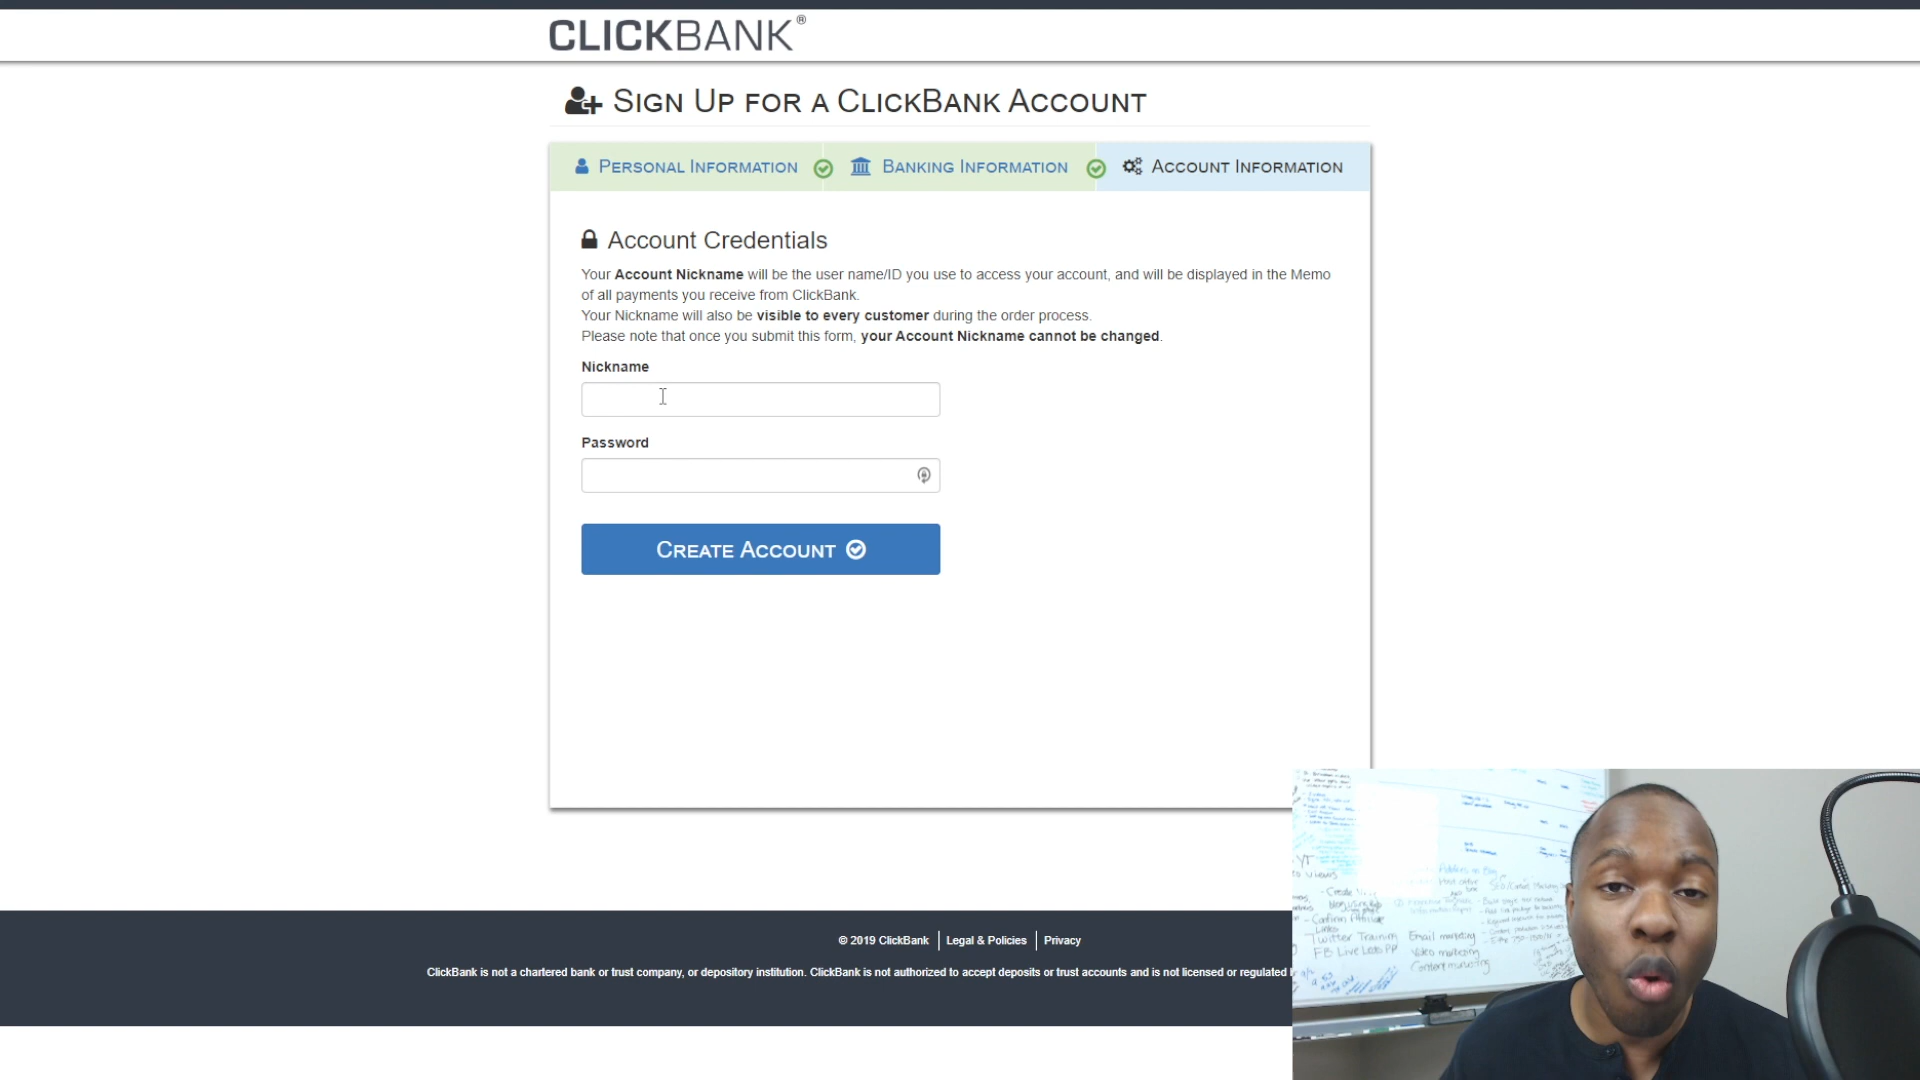 CLICKBANK®
SIGN UP FOR A CLICKBANK ACCOUNT
PERSONAL INFORMATION
BANKING INFORMATION
ACCOUNT INFORMATION
Account Credentials
Your Account Nickname will be the user name/ID you use to access your account, and will be displayed in the Memo
of all payments you receive from ClickBank.
Your Nickname will also be visible to every customer during the order process.
Please note that once you submit this form, your Account Nickname cannot be changed.
Nickname
Password
CREATE ACCOUNT
© 2019 ClickBank
Legal & Policies
Privacy
ClickBank is not a chartered bank or trust company, or depository institution. ClickBank is not authorized to accept deposits or trust accounts and is not licensed or regulated
YT
Twitter Training
FB Live
Email marketing
Video marketing
Content marketing